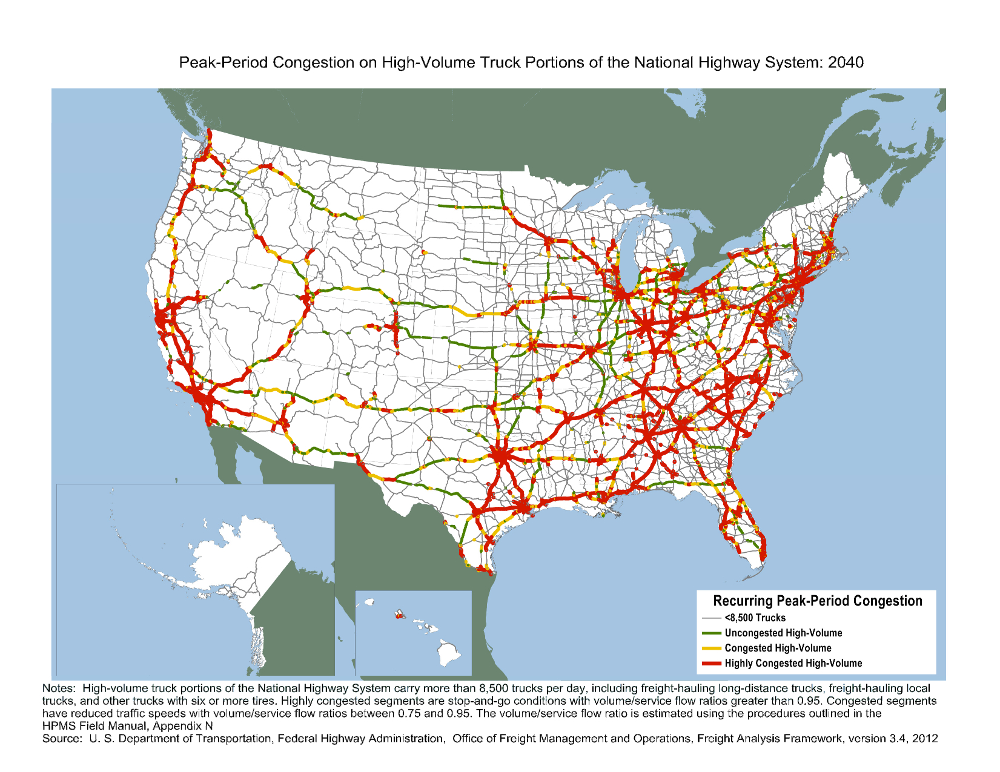 Peak-Period Congestion on High-Volume Truck Portions of the National Highway System: 2040
Recurring Peak-Period Congestion
<8,500 Trucks
Uncongested High-Volume
Congested High-Volume
Highly Congested High-Volume
Notes:  High-volume truck portions of the National Highway System carry more than 8,500 trucks per day, including freight-hauling long-distance trucks, freight-hauling local
trucks, and other trucks with six or more tires. Highly congested segments are stop-and-go conditions with volume/service flow ratios greater than 0.95. Congested segments
have reduced traffic speeds with volume/service flow ratios between 0.75 and 0.95. The volume/service flow ratio is estimated using the procedures outlined in the
HPMS Field Manual, Appendix N
Source:  U. S. Department of Transportation, Federal Highway Administration,  Office of Freight Management and Operations, Freight Analysis Framework, version 3.4, 2012